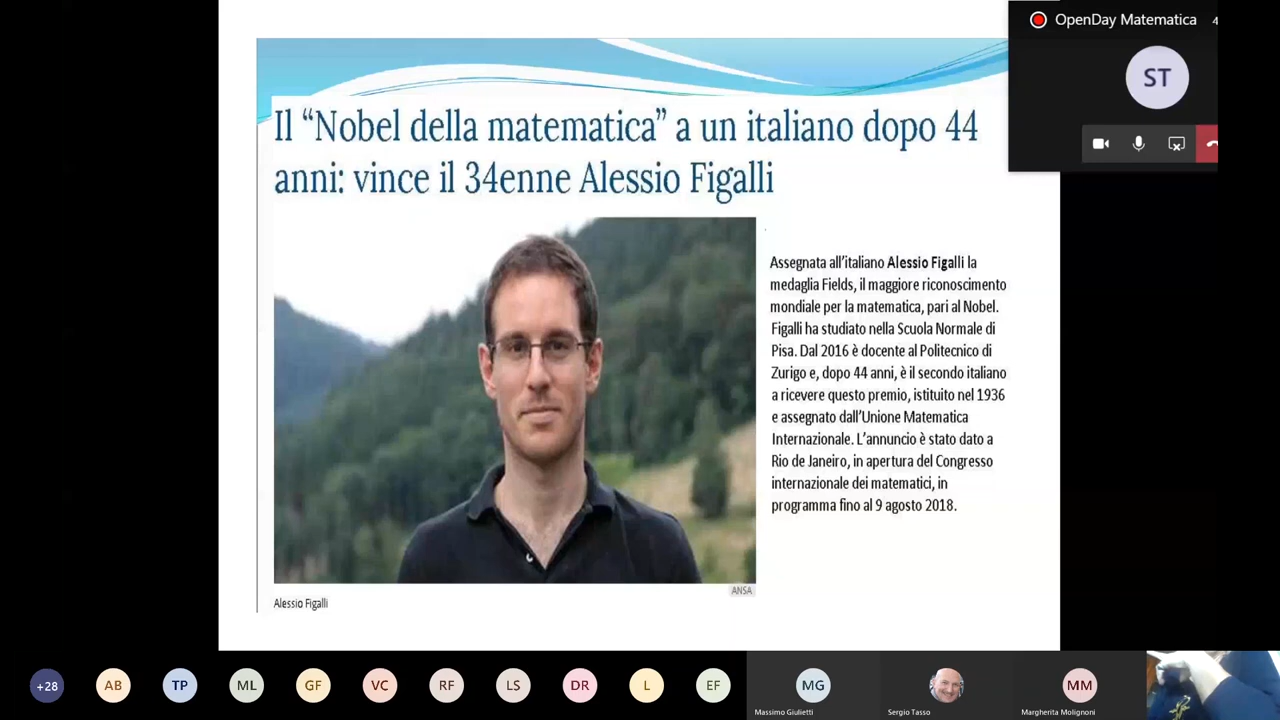 OpenDay Matematica
ST
Il “Nobel della matematica” a un italiano dopo 44
anni: vince il 34enne Alessio Figalli
Assegnata all’italiano Alessio Figalli la
medaglia Fields, il maggiore riconoscimento
mondiale per la matematica, pari al Nobel.
Figalli ha studiato nella Scuola Normale di
Pisa. Dal 2016 è docente al Politecnico di
Zurigo e, dopo 44 anni, è il secondo italiano
a ricevere questo premio, istituito nel 1936
e assegnato dall’Unione Matematica
Internazionale. L’annuncio è stato dato a
Rio de Janeiro, in apertura del Congresso
internazionale dei matematici, in
programma fino al 9 agosto 2018.
ANSA
Alessio Figalli
+28 AB TP ML GF VC RF LS DR L EF MG MM
Massimo Giulietti Sergio Tasso Margherita Molignoni